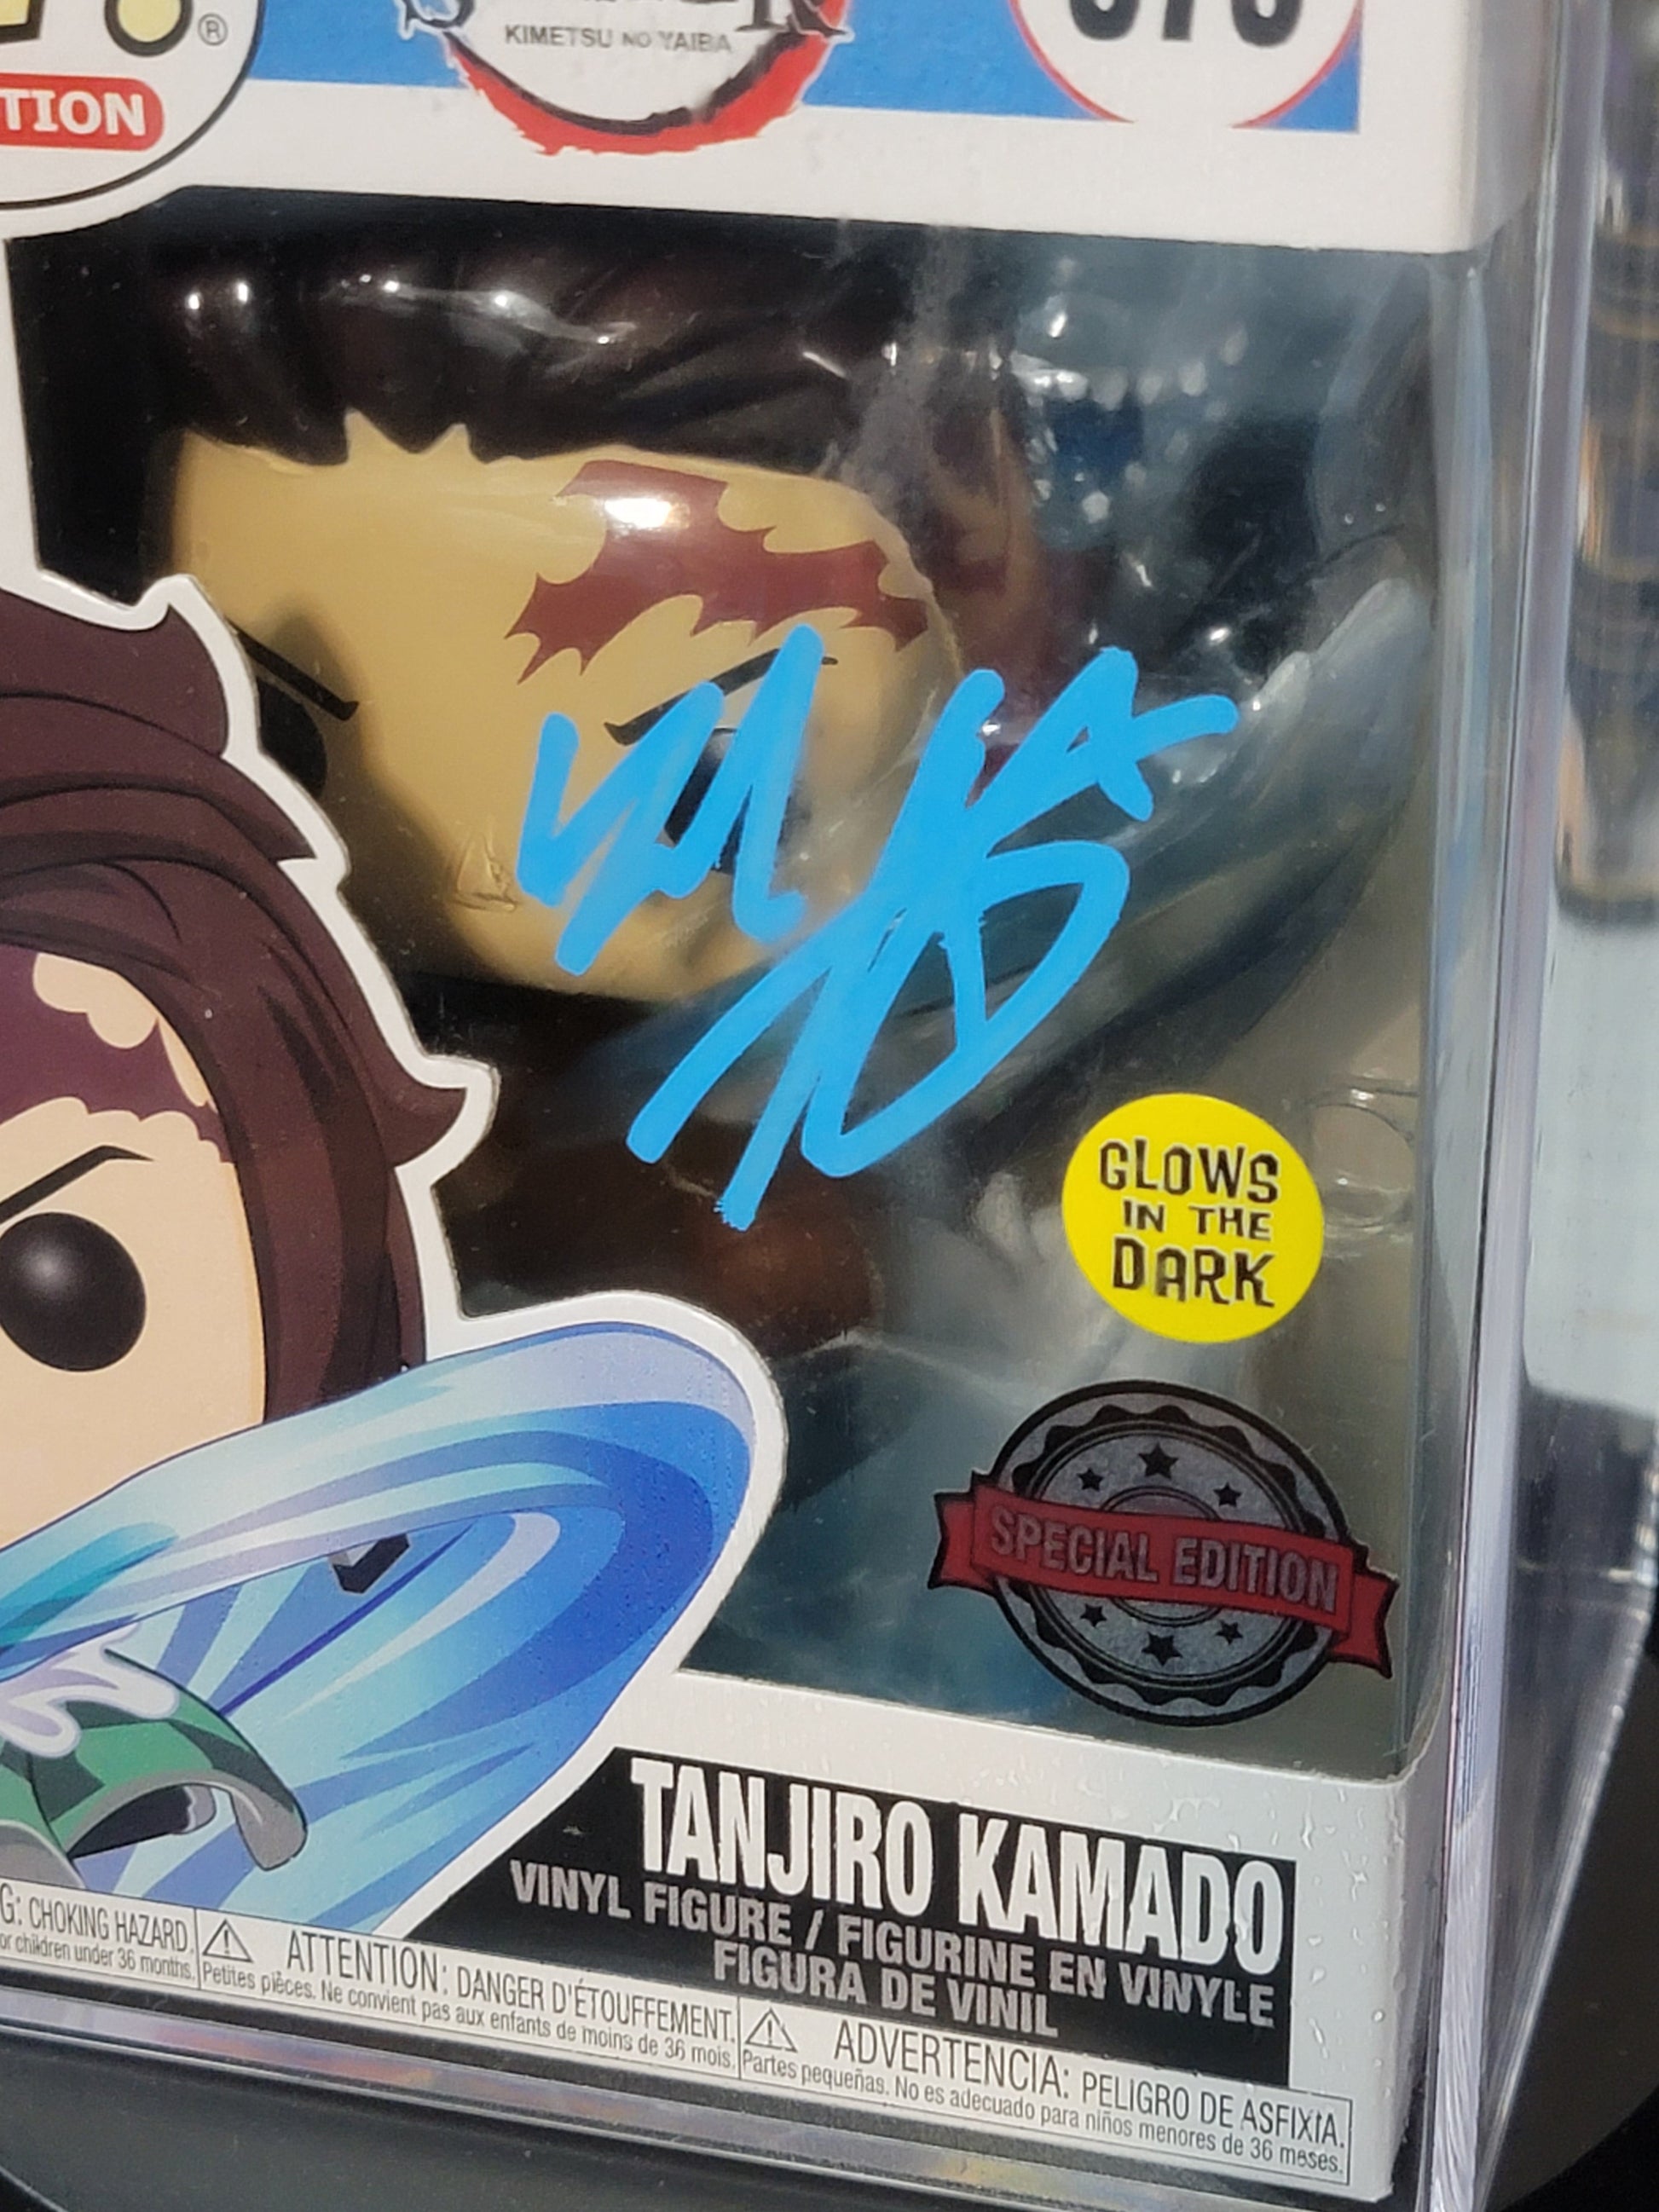 ®
KIMETSU NO YAIBA
TION
GLOWS
IN THE
DARK
SPECIAL EDITION
TANJIRO KAMADO
VINYL FIGURE / FIGURINE EN VINYLE
FIGURA DE VINIL
G: CHOKING HAZARD.
or children under 36 months.
ATTENTION: DANGER D'ÉTOUFFEMENT.
Petites pièces. Ne convient pas aux enfants de moins de 36 mois.
ADVERTENCIA: PELIGRO DE ASFIXIA.
Partes pequeñas. No es adecuado para niños menores de 36 meses.